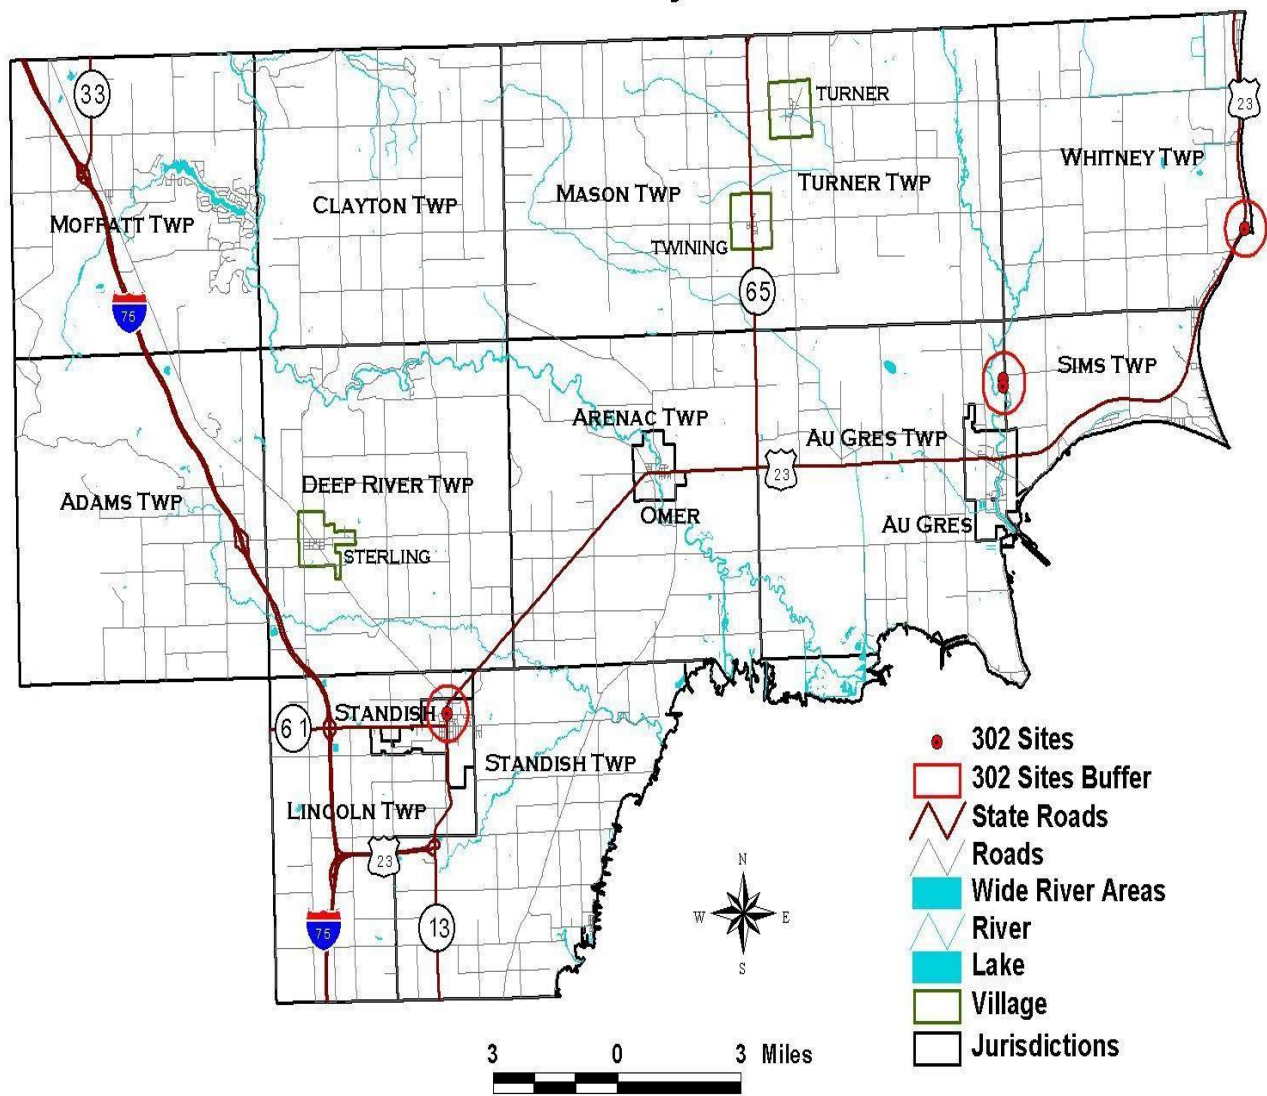 33
TURNER
23
WHITNEY TWP
MASON TWP
TURNER TWP
CLAYTON TWP
MOFFATT TWP
TWINING
65
75
SIMS TWP
ARENAC TWP
AU GRES TWP
23
DEEP RIVER TWP
ADAMS TWP
OMER
AU GRES
STERLING
STANDISH
61
STANDISH TWP
LINCOLN TWP
23
75
13
302 Sites
302 Sites Buffer
State Roads
Roads
Wide River Areas
River
Lake
Village
Jurisdictions
N
W
E
S
3 0 3 Miles